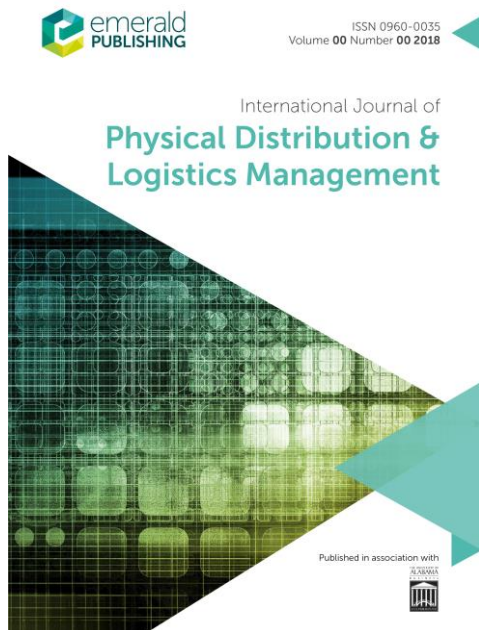 emerald
PUBLISHING
ISSN 0960-0035
Volume 00 Number 00 2018
International Journal of
Physical Distribution &
Logistics Management
Published in association with
ALABAMA